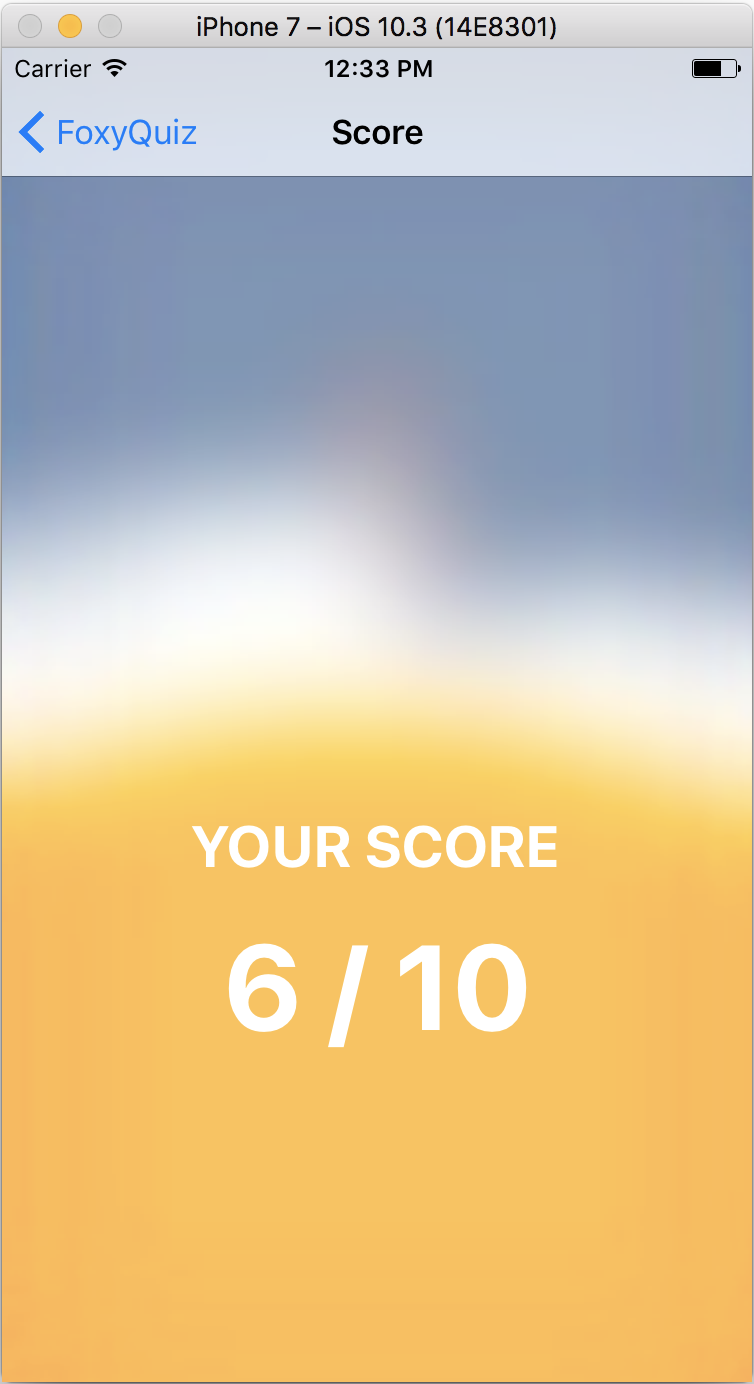 iPhone 7 – iOS 10.3 (14E8301)
Carrier 12:33 PM
FoxyQuiz Score
YOUR SCORE
6 / 10